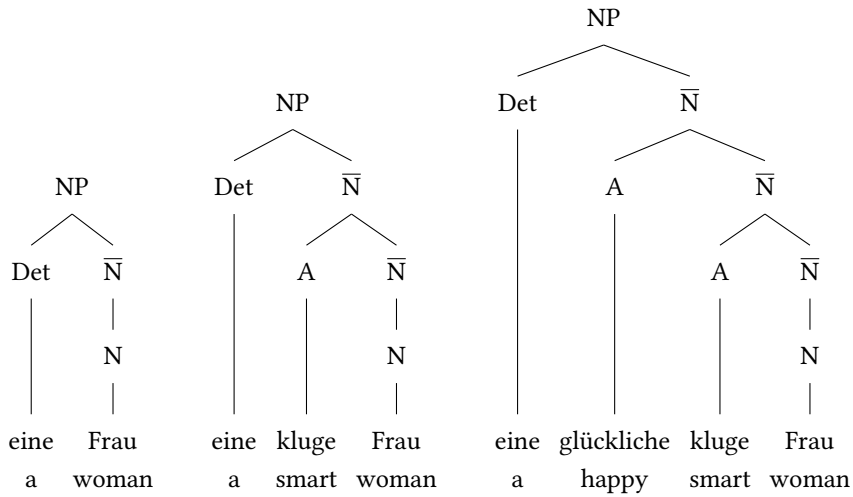 NP
NP Det N̅
NP Det N̅ A N̅
Det N̅ A N̅ A N̅
N N N
eine Frau eine kluge Frau eine glückliche kluge Frau
a woman a smart woman a happy smart woman